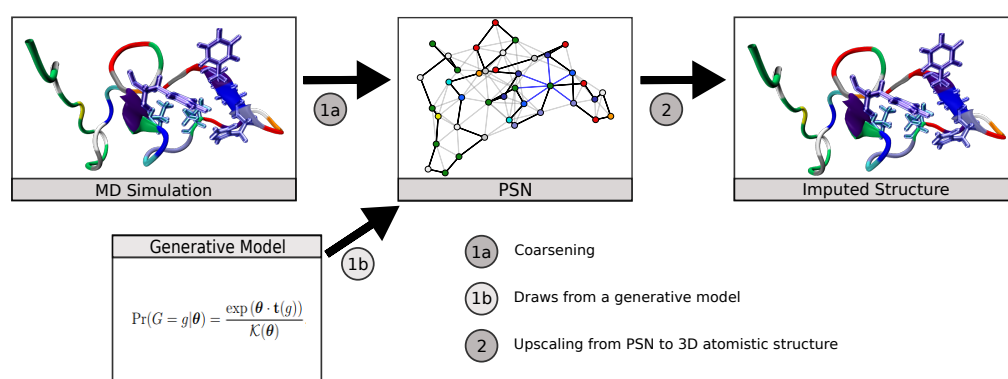 1a
2
MD Simulation
PSN
Imputed Structure
Generative Model
1b
Pr(G = g|θ) = exp (θ · t(g)) / K(θ)
1a Coarsening
1b Draws from a generative model
2 Upscaling from PSN to 3D atomistic structure